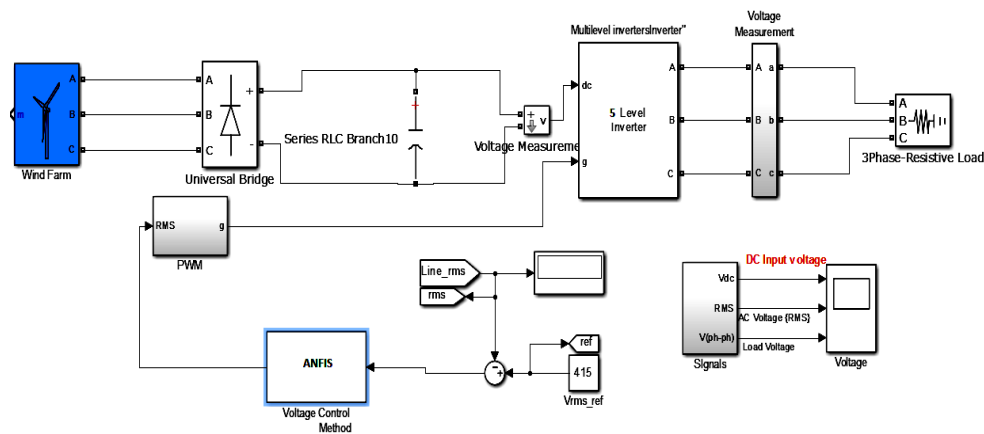 Voltage
Measurement
Multilevel invertersInverter"
A
B
C
m
Wind Farm
A
B
C
+
-
Universal Bridge
+
Series RLC Branch10
+
v
Voltage Measureme
dc
g
5 Level
Inverter
A
B
C
A
B
C
a
b
c
A
B
C
3Phase-Resistive Load
RMS
g
PWM
Line_rms
rms
ANFIS
Voltage Control
Method
-
+
ref
415
Vrms_ref
DC Input voltage
Vdc
RMS
V(ph-ph)
AC Voltage (RMS)
Load Voltage
Signals
Voltage